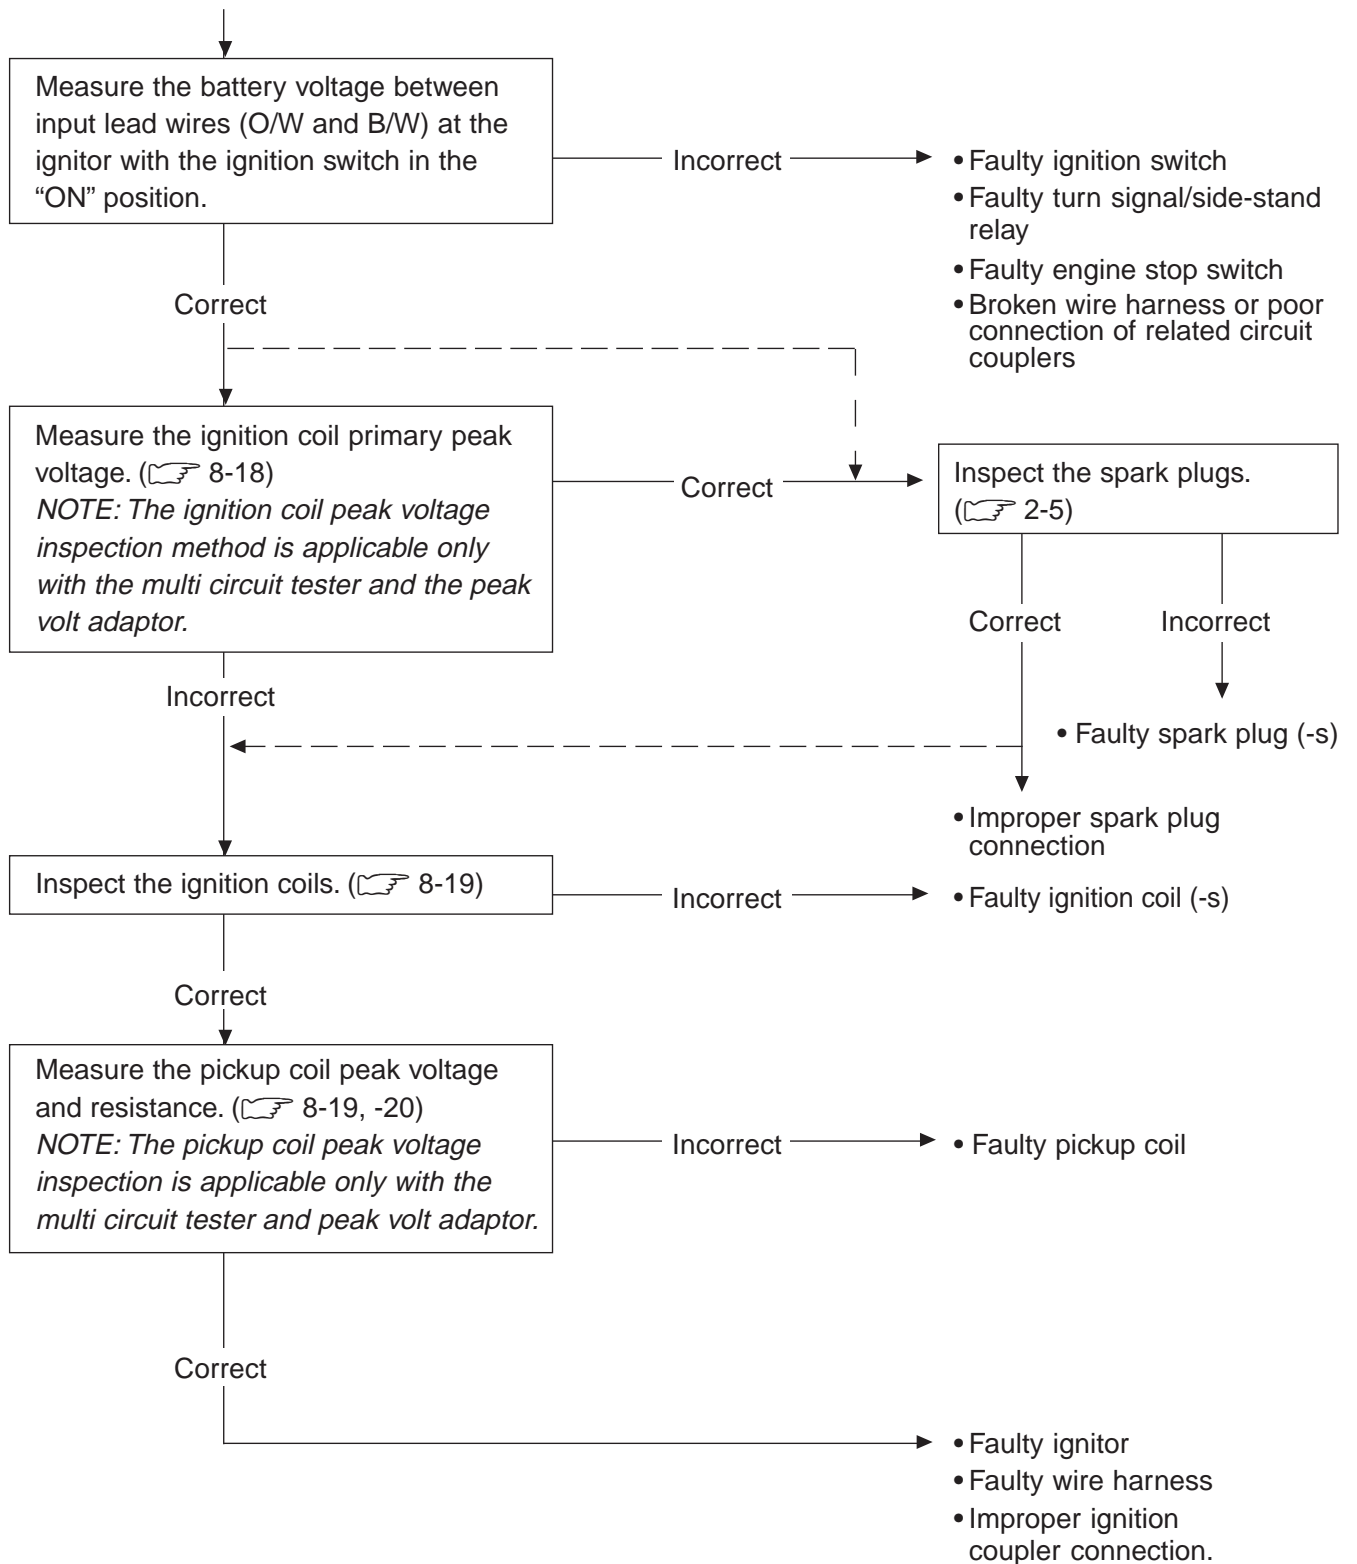 Measure the battery voltage between
input lead wires (O/W and B/W) at the
ignitor with the ignition switch in the
“ON” position.
Incorrect
• Faulty ignition switch
• Faulty turn signal/side-stand
relay
• Faulty engine stop switch
• Broken wire harness or poor
connection of related circuit
couplers
Correct
Measure the ignition coil primary peak
voltage. (☞ 8-18)
NOTE: The ignition coil peak voltage
inspection method is applicable only
with the multi circuit tester and the peak
volt adaptor.
Correct
Inspect the spark plugs.
(☞ 2-5)
Correct
Incorrect
• Faulty spark plug (-s)
• Improper spark plug
connection
Incorrect
Inspect the ignition coils. (☞ 8-19)
Incorrect
• Faulty ignition coil (-s)
Correct
Measure the pickup coil peak voltage
and resistance. (☞ 8-19, -20)
NOTE: The pickup coil peak voltage
inspection is applicable only with the
multi circuit tester and peak volt adaptor.
Incorrect
• Faulty pickup coil
Correct
• Faulty ignitor
• Faulty wire harness
• Improper ignition
coupler connection.